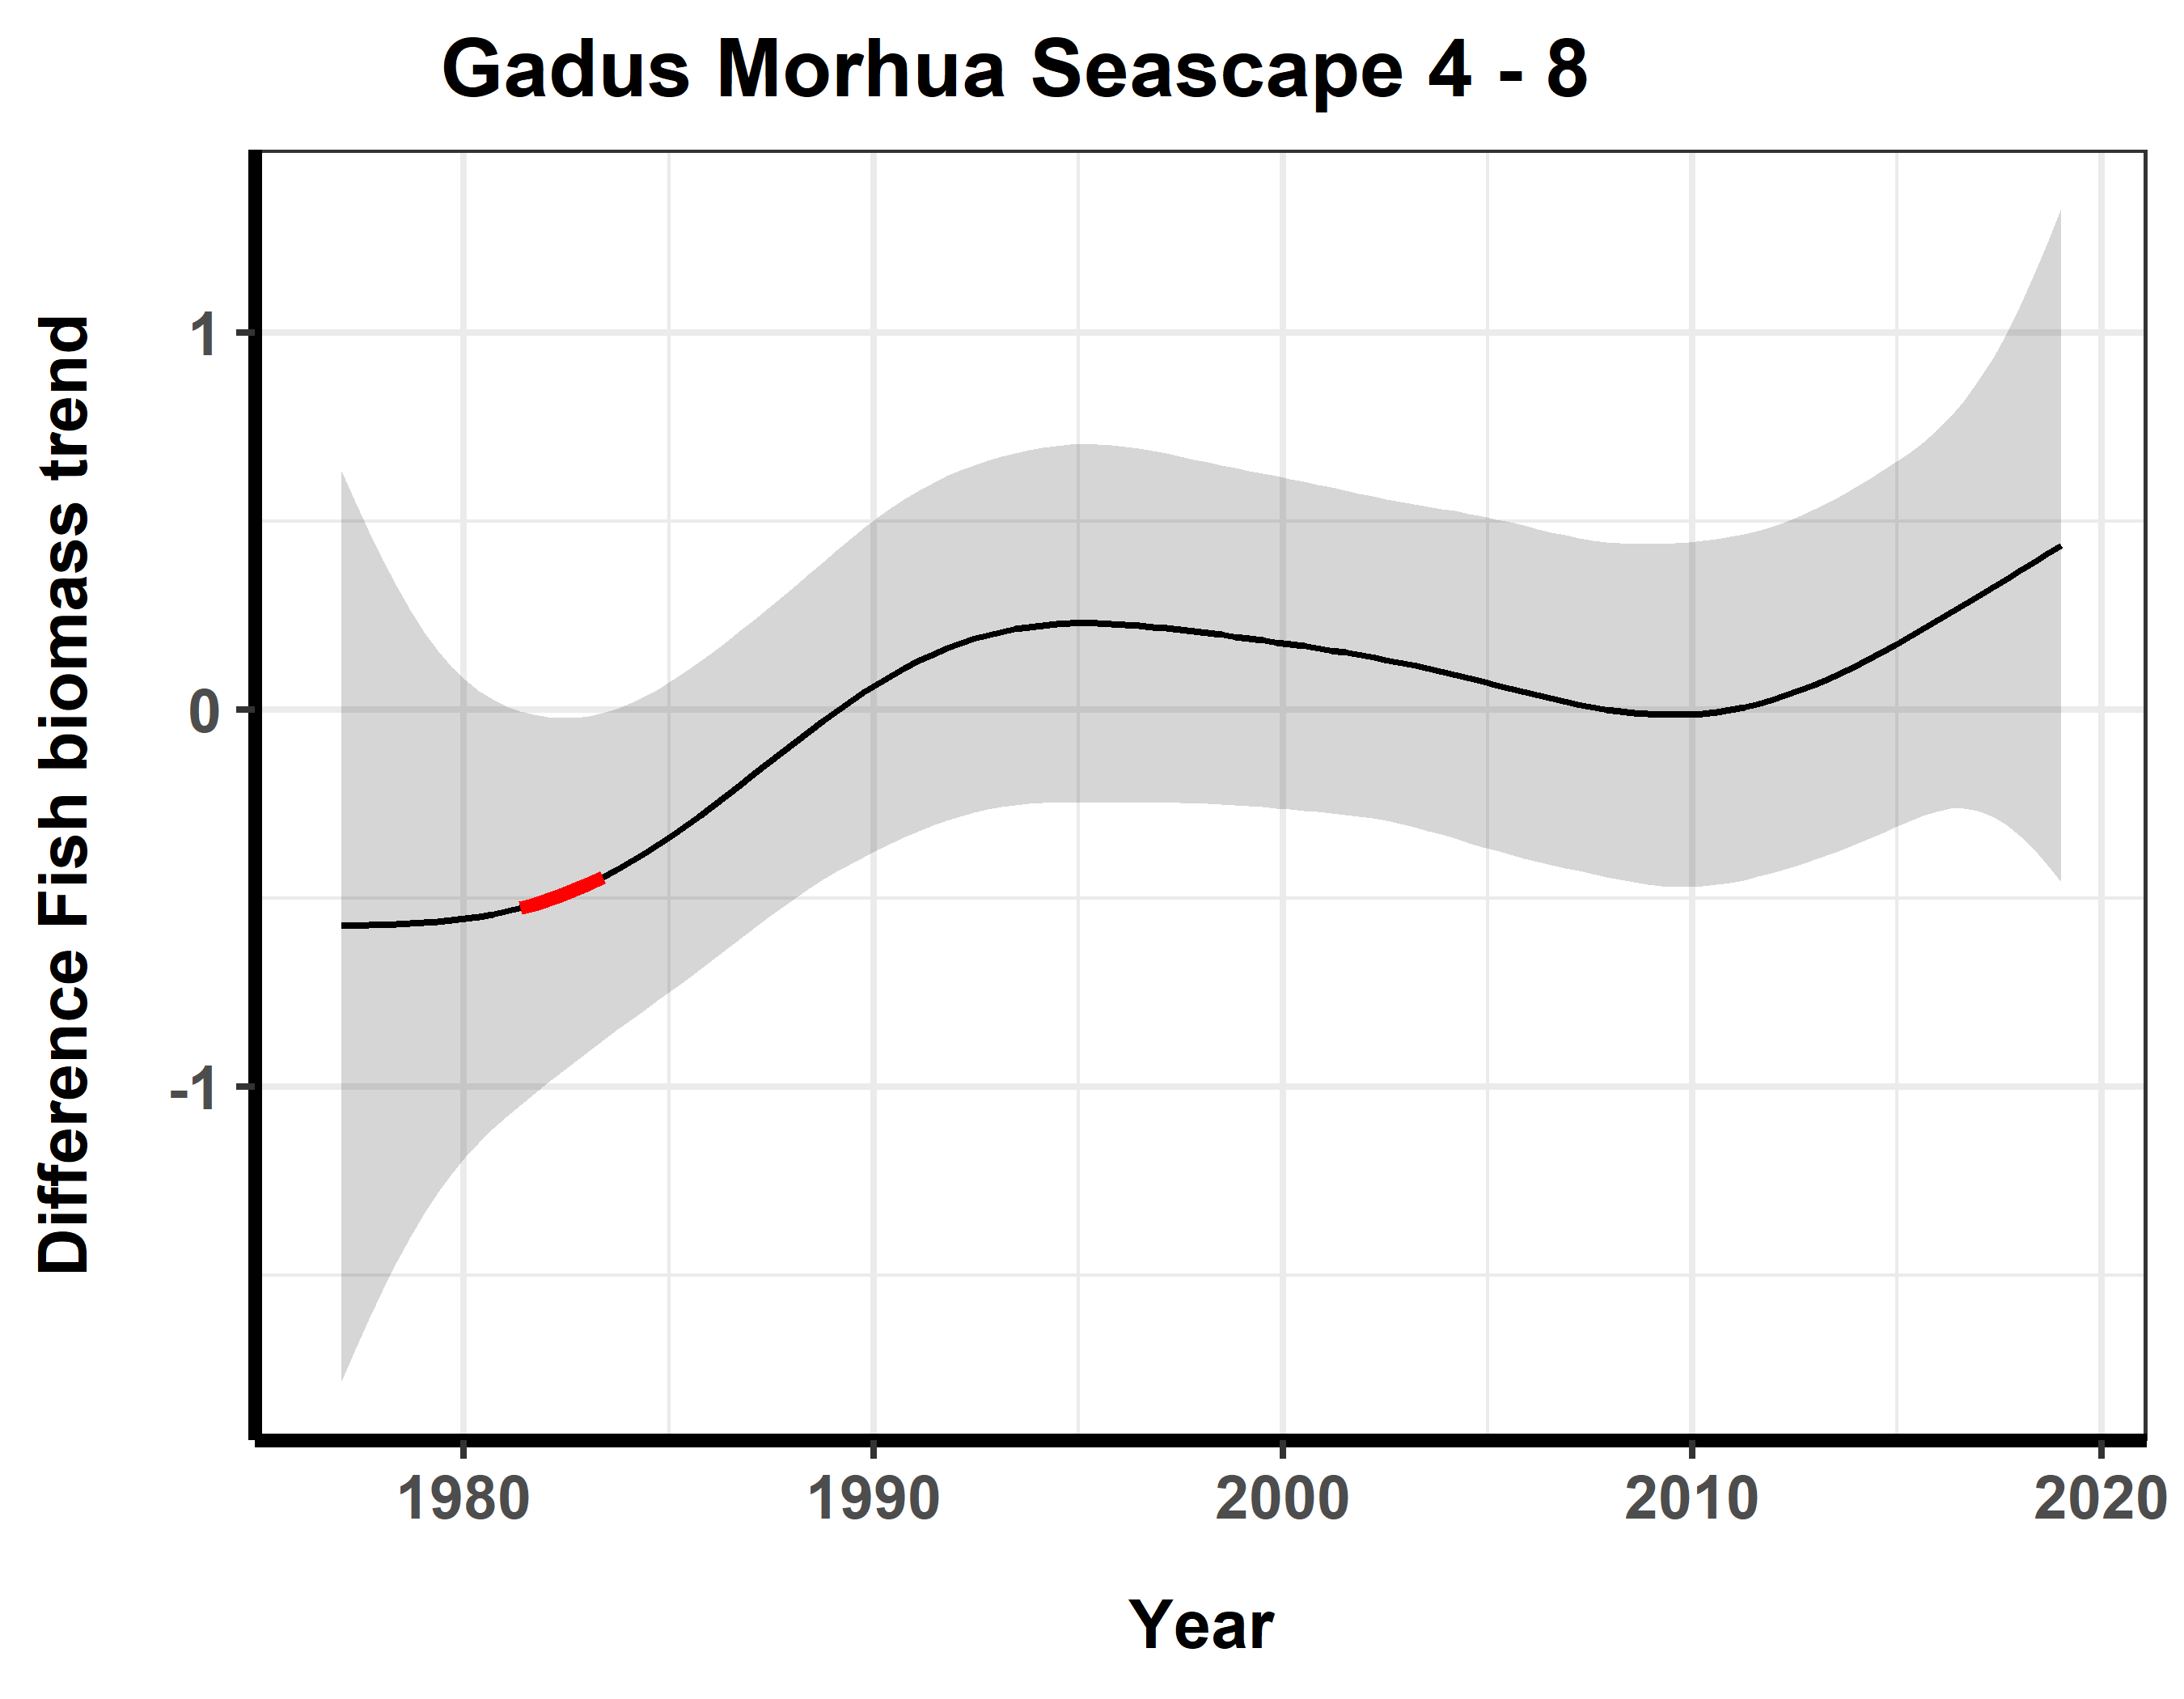 Gadus Morhua Seascape 4 - 8
Difference Fish biomass trend
1
0
-1
1980
1990
2000
2010
2020
Year